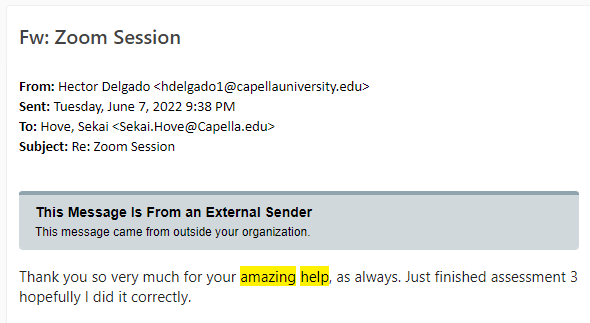 Fw: Zoom Session
From: Hector Delgado <hdelgado1@capellauniversity.edu>
Sent: Tuesday, June 7, 2022 9:38 PM
To: Hove, Sekai <Sekai.Hove@Capella.edu>
Subject: Re: Zoom Session
This Message Is From an External Sender
This message came from outside your organization.
Thank you so very much for your amazing help, as always. Just finished assessment 3
hopefully I did it correctly.